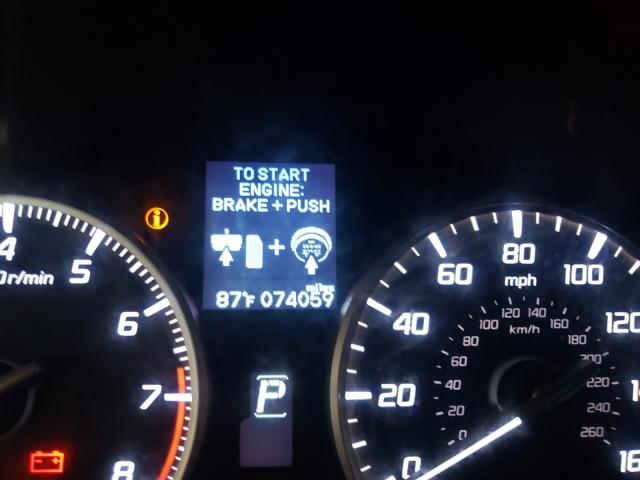 TO START
ENGINE:
BRAKE + PUSH
miles
87°F 074059
P
4
5
6
7
8
r/min
0
20
40
60
80
100
120
mph
km/h
0
20
40
60
80
100
120
140
160
180
200
220
240
260